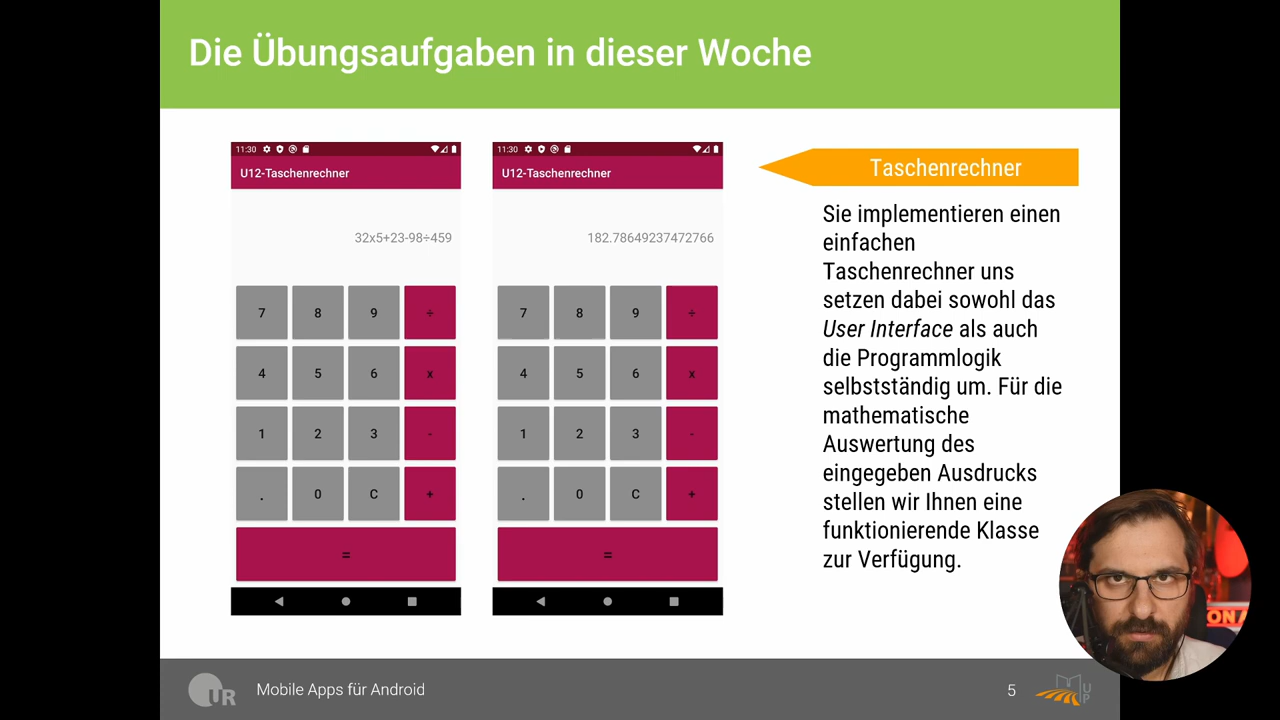 Die Übungsaufgaben in dieser Woche
11:30
U12-Taschenrechner
32x5+23-98÷459
7 8 9 ÷
4 5 6 x
1 2 3 -
. 0 C +
=
11:30
U12-Taschenrechner
182.78649237472766
7 8 9 ÷
4 5 6 x
1 2 3 -
. 0 C +
=
Taschenrechner
Sie implementieren einen
einfachen
Taschenrechner uns
setzen dabei sowohl das
User Interface als auch
die Programmlogik
selbstständig um. Für die
mathematische
Auswertung des
eingegeben Ausdrucks
stellen wir Ihnen eine
funktionierende Klasse
zur Verfügung.
ON A
UR
Mobile Apps für Android
5
UP